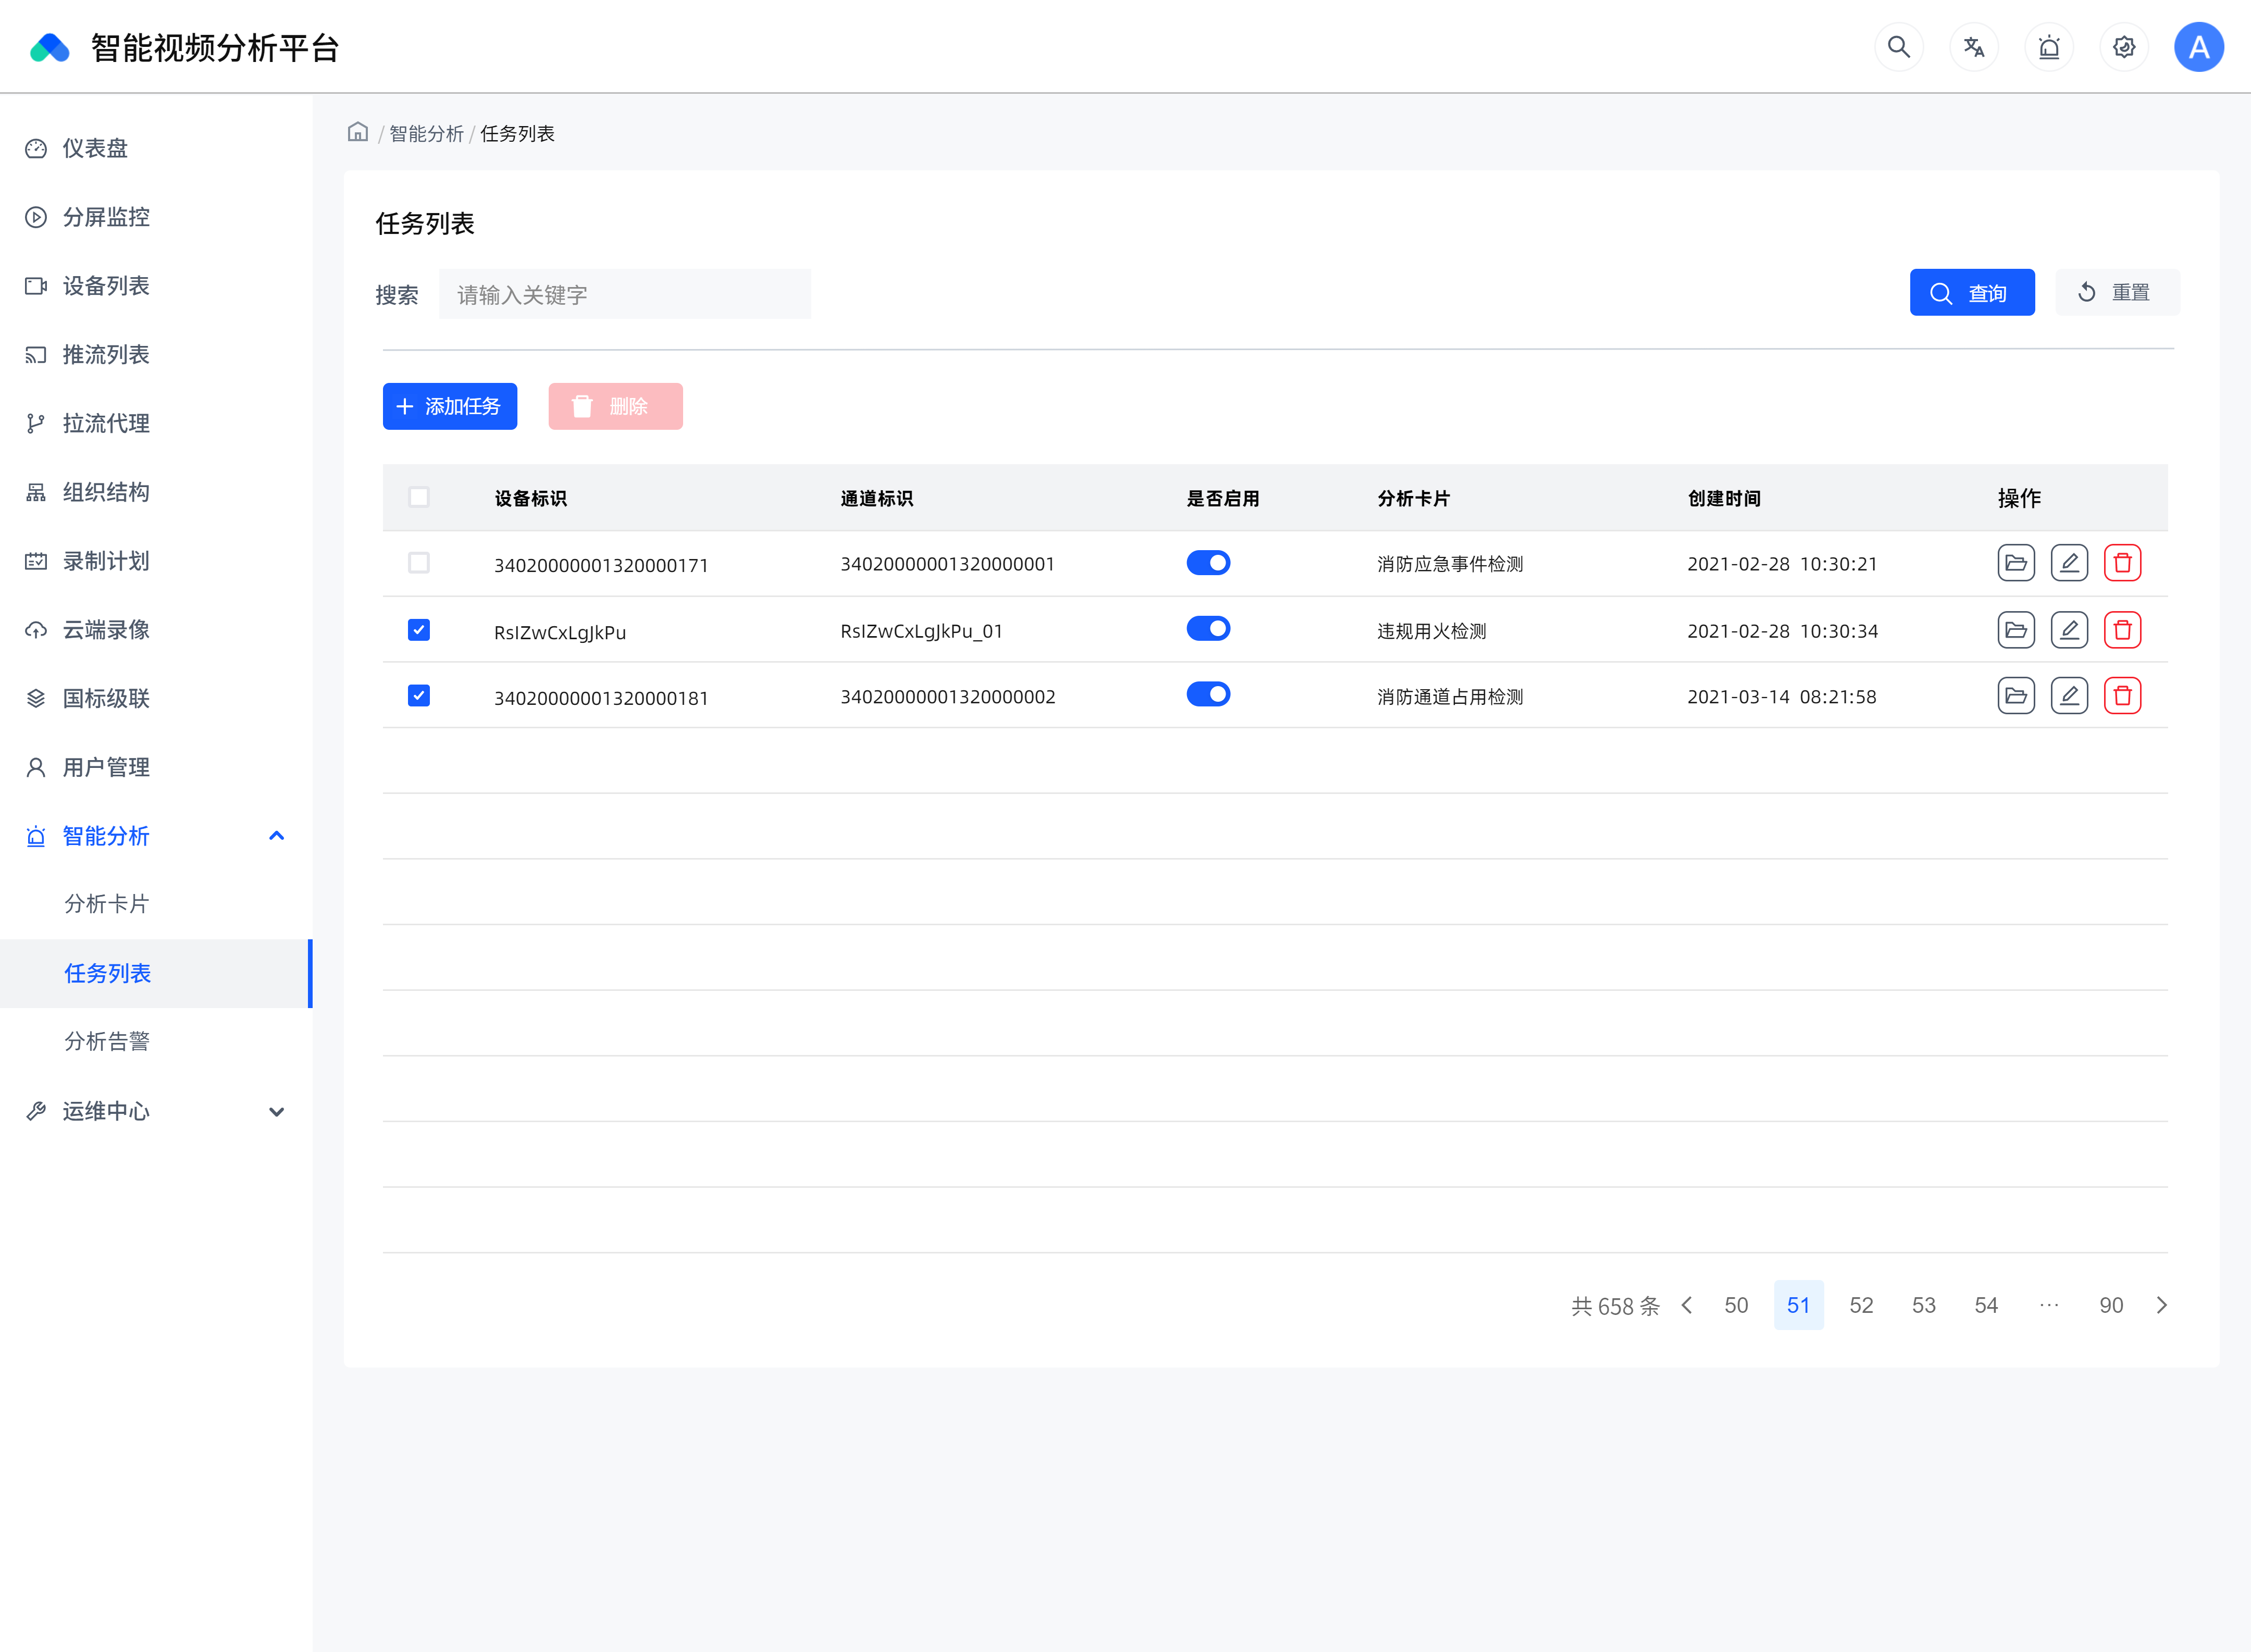 智能视频分析平台
A
仪表盘
分屏监控
设备列表
推流列表
拉流代理
组织结构
录制计划
云端录像
国标级联
用户管理
智能分析
分析卡片
任务列表
分析告警
运维中心
/ 智能分析 / 任务列表
任务列表
搜索 请输入关键字 查询 重置
添加任务 删除
设备标识 通道标识 是否启用 分析卡片 创建时间 操作
34020000001320000171 34020000001320000001 消防应急事件检测 2021-02-28 10:30:21
RsIZwCxLgJkPu RsIZwCxLgJkPu_01 违规用火检测 2021-02-28 10:30:34
34020000001320000181 34020000001320000002 消防通道占用检测 2021-03-14 08:21:58
共 658 条 50 51 52 53 54 ··· 90